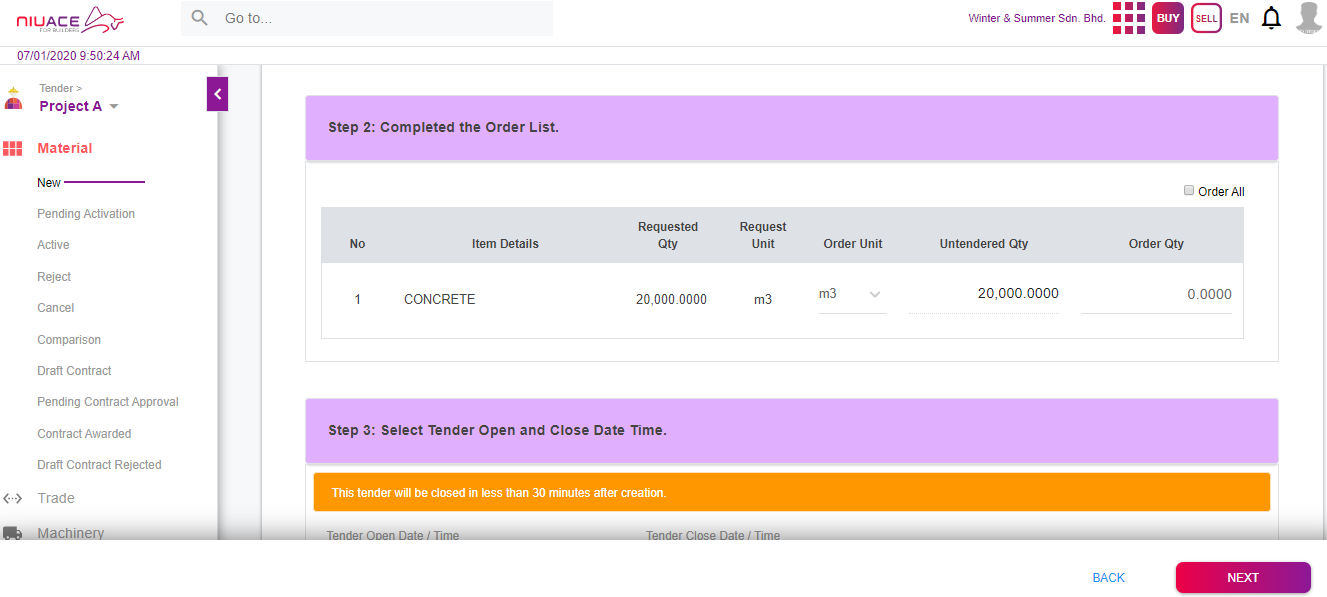 NIUACE
FOR BUILDERS
Go to...
Winter & Summer Sdn. Bhd.
BUY
SELL
EN
07/01/2020 9:50:24 AM
Tender >
Project A
Material
New
Pending Activation
Active
Reject
Cancel
Comparison
Draft Contract
Pending Contract Approval
Contract Awarded
Draft Contract Rejected
Trade
Machinery
Step 2: Completed the Order List.
Order All
No Item Details Requested Qty Request Unit Order Unit Untendered Qty Order Qty
1 CONCRETE 20,000.0000 m3 m3 20,000.0000 0.0000
Step 3: Select Tender Open and Close Date Time.
This tender will be closed in less than 30 minutes after creation.
Tender Open Date / Time Tender Close Date / Time
BACK NEXT